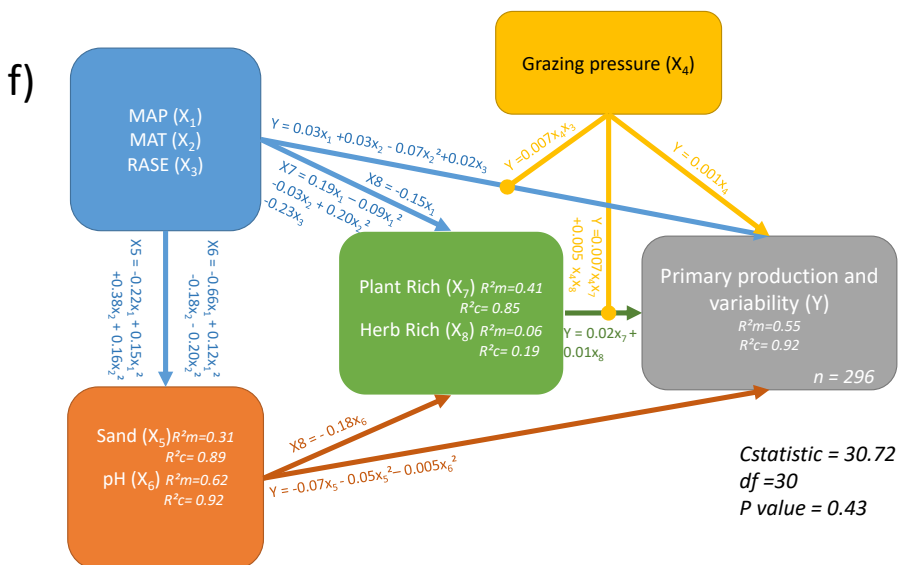 f)
MAP (X₁)
MAT (X₂)
RASE (X₃)
Grazing pressure (X₄)
Y = 0.03x₁ +0.03x₂ - 0.07x₂²+0.02x₃
Y=0.007x₄x₃
Y = 0.001x₄
X8 = -0.15x₁
X7 = 0.19x₁ – 0.09x₁²
-0.03x₂ + 0.20x₂²
-0.23x₃
Y =0.007x₄x₇
+0.005 x₄x₈
X6 = -0.66x₁ + 0.12x₁²
-0.18x₂ - 0.20x₂²
X5 = -0.22x₁ + 0.15x₁²
+0.38x₂ + 0.16x₂²
Plant Rich (X₇) R²m=0.41
R²c= 0.85
Herb Rich (X₈) R²m=0.06
R²c= 0.19
Y = 0.02x₇ +
0.01x₈
Primary production and
variability (Y)
R²m=0.55
R²c= 0.92
n = 296
Sand (X₅) R²m=0.31
R²c= 0.89
pH (X₆) R²m=0.62
R²c= 0.92
X8 = - 0.18x₆
Y = -0.07x₅ - 0.05x₅² – 0.005x₆²
Cstatistic = 30.72
df =30
P value = 0.43